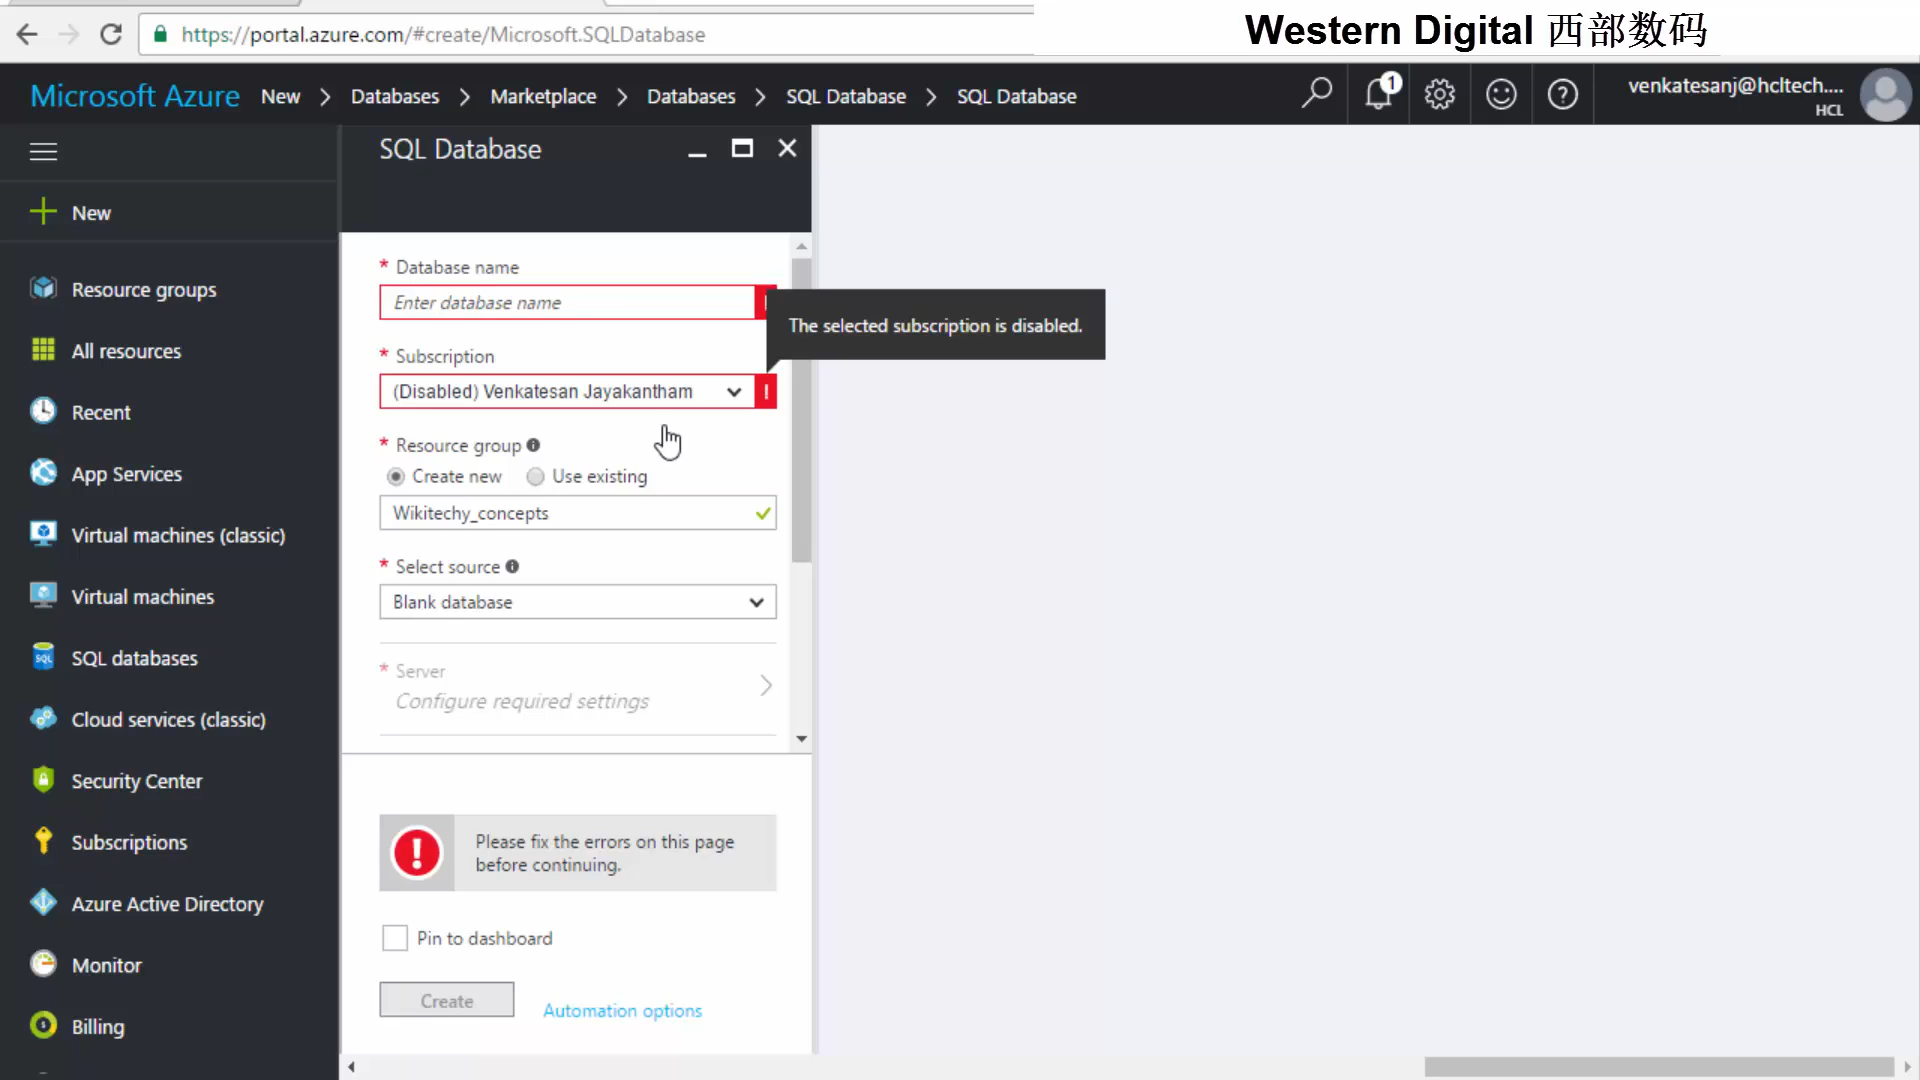 https://portal.azure.com/#create/Microsoft.SQLDatabase
Western Digital 西部数码
Microsoft Azure New > Databases > Marketplace > Databases > SQL Database > SQL Database
1
venkatesanj@hcltech....
HCL
SQL Database
New
Resource groups
All resources
Recent
App Services
Virtual machines (classic)
Virtual machines
SQL
SQL databases
Cloud services (classic)
Security Center
Subscriptions
Azure Active Directory
Monitor
Billing
* Database name
Enter database name
The selected subscription is disabled.
* Subscription
(Disabled) Venkatesan Jayakantham
!
* Resource group
Create new Use existing
Wikitechy_concepts
* Select source
Blank database
* Server
Configure required settings
Please fix the errors on this page
before continuing.
Pin to dashboard
Create Automation options